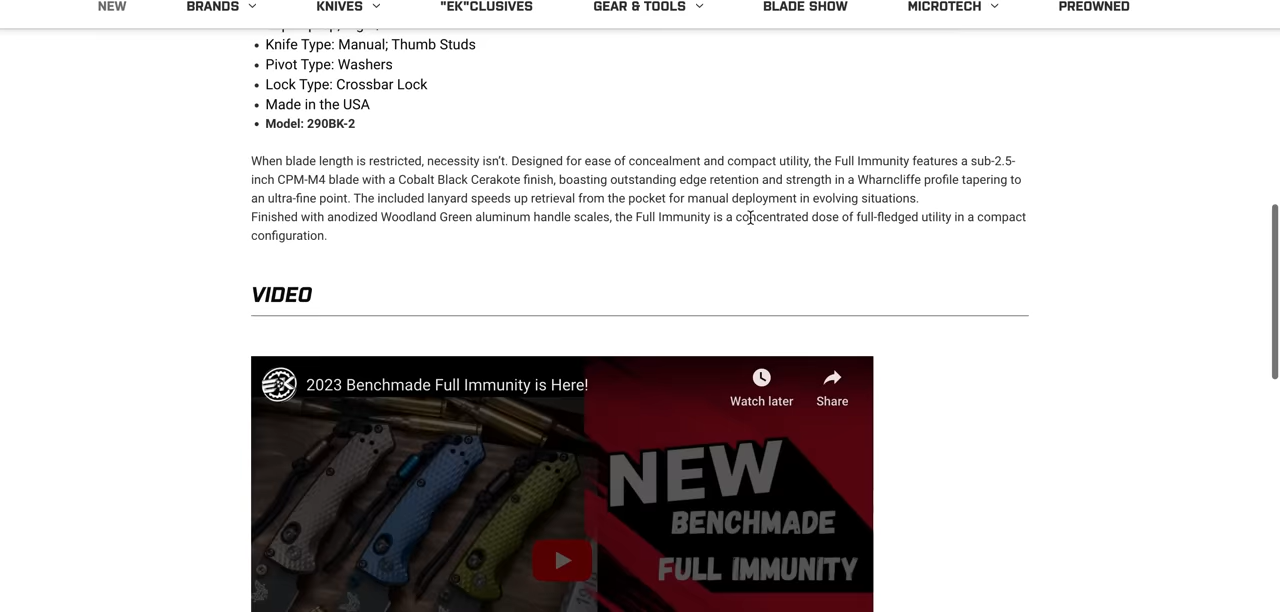 NEW BRANDS KNIVES "EK"CLUSIVES GEAR & TOOLS BLADE SHOW MICROTECH PREOWNED
• Knife Type: Manual; Thumb Studs
• Pivot Type: Washers
• Lock Type: Crossbar Lock
• Made in the USA
• Model: 290BK-2
When blade length is restricted, necessity isn’t. Designed for ease of concealment and compact utility, the Full Immunity features a sub-2.5-
inch CPM-M4 blade with a Cobalt Black Cerakote finish, boasting outstanding edge retention and strength in a Wharncliffe profile tapering to
an ultra-fine point. The included lanyard speeds up retrieval from the pocket for manual deployment in evolving situations.
Finished with anodized Woodland Green aluminum handle scales, the Full Immunity is a concentrated dose of full-fledged utility in a compact
configuration.
VIDEO
2023 Benchmade Full Immunity is Here!
Watch later Share
NEW
BENCHMADE
FULL IMMUNITY